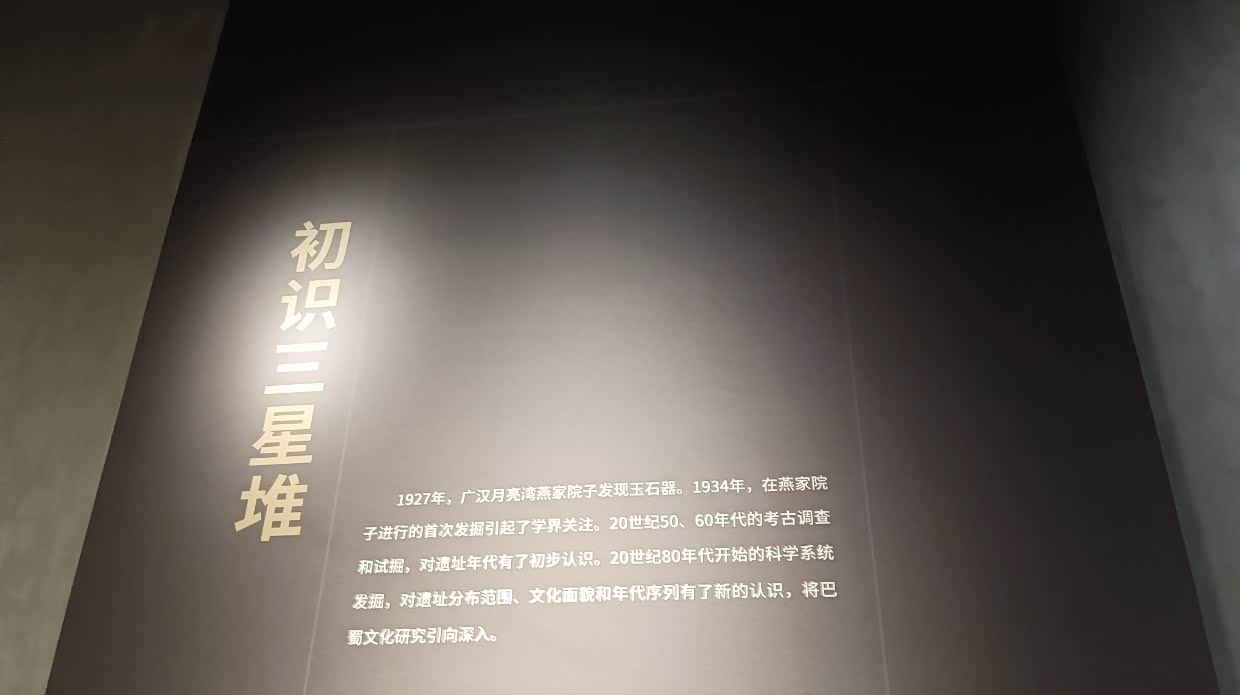 初识三星堆
1927年，广汉月亮湾燕家院子发现玉石器。1934年，在燕家院
子进行的首次发掘引起了学界关注。20世纪50、60年代的考古调查
和试掘，对遗址年代有了初步认识。20世纪80年代开始的科学系统
发掘，对遗址分布范围、文化面貌和年代序列有了新的认识，将巴
蜀文化研究引向深入。